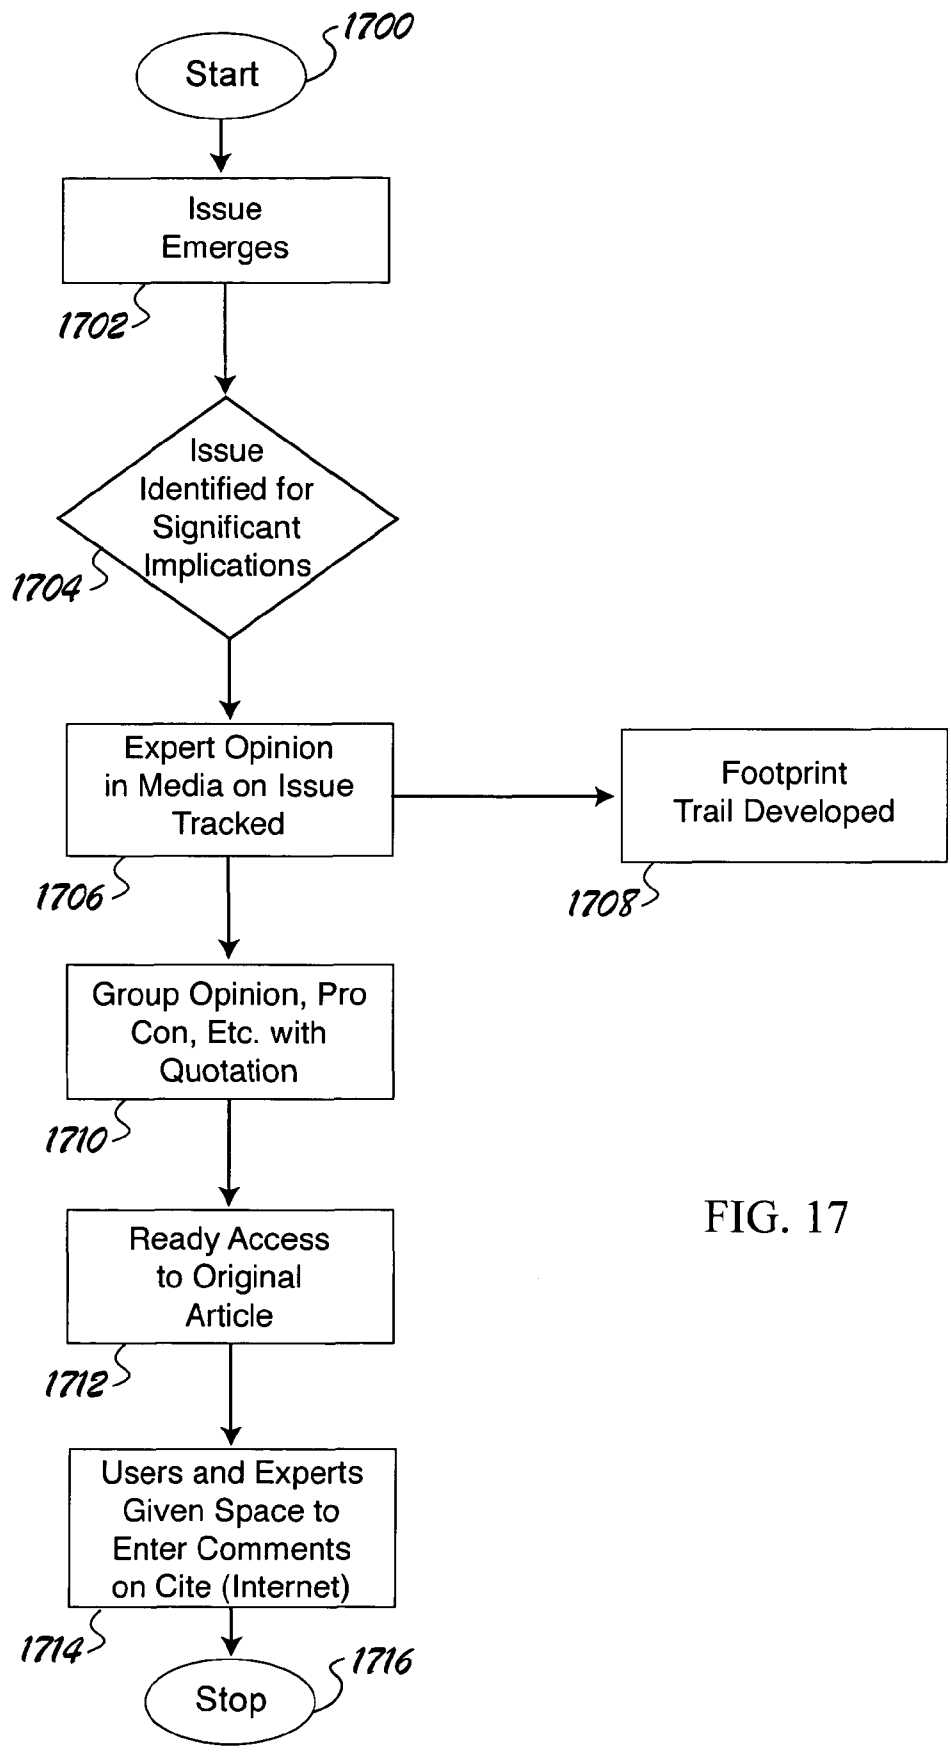 1700
Start
Issue
Emerges
1702
Issue
Identified for
Significant
Implications
1704
Expert Opinion
in Media on Issue
Tracked
1706
Footprint
Trail Developed
1708
Group Opinion, Pro
Con, Etc. with
Quotation
1710
Ready Access
to Original
Article
1712
FIG. 17
Users and Experts
Given Space to
Enter Comments
on Cite (Internet)
1714
1716
Stop